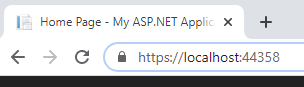 Home Page - My ASP.NET Applic
https://localhost:44358